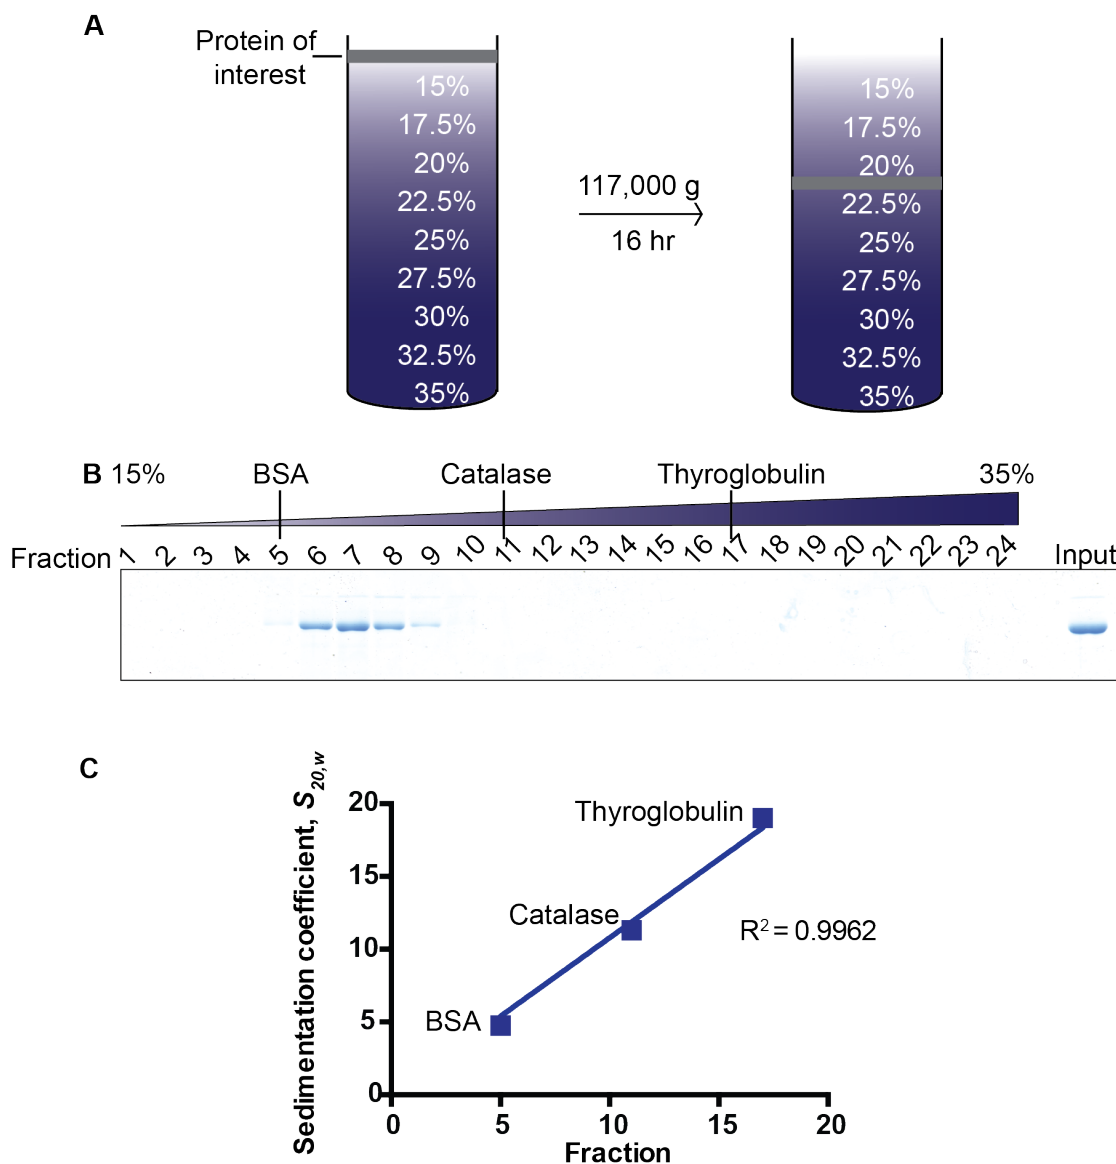 A
Protein of
interest
15%
17.5%
20%
22.5%
25%
27.5%
30%
32.5%
35%
117,000 g
16 hr
15%
17.5%
20%
22.5%
25%
27.5%
30%
32.5%
35%
B 15% BSA Catalase Thyroglobulin 35%
Fraction 1 2 3 4 5 6 7 8 9 10 11 12 13 14 15 16 17 18 19 20 21 22 23 24 Input
C
Sedimentation coefficient, S20,w
20
15
10
5
0
Thyroglobulin
Catalase
BSA
R2 = 0.9962
0 5 10 15 20
Fraction